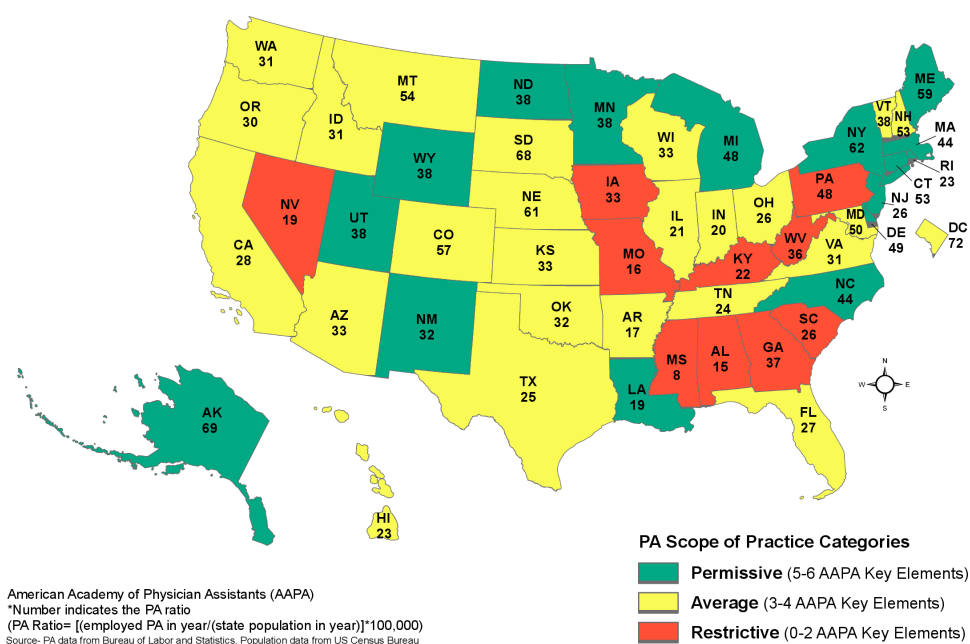 WA
31
OR
30
ID
31
MT
54
ND
38
MN
38
SD
68
WY
38
NE
61
NV
19
UT
38
CO
57
CA
28
KS
33
AZ
33
NM
32
OK
32
TX
25
WI
33
MI
48
IA
33
IL
21
IN
20
OH
26
MO
16
KY
22
WV
36
VA
31
PA
48
NY
62
VT
38
NH
53
ME
59
MA
44
RI
23
CT
53
NJ
26
DE
49
MD
50
DC
72
NC
44
TN
24
SC
26
AR
17
MS
8
AL
15
GA
37
LA
19
FL
27
AK
69
HI
23
N
W
E
S
PA Scope of Practice Categories
Permissive (5-6 AAPA Key Elements)
Average (3-4 AAPA Key Elements)
Restrictive (0-2 AAPA Key Elements)
American Academy of Physician Assistants (AAPA)
*Number indicates the PA ratio
(PA Ratio= [(employed PA in year/(state population in year)]*100,000)
Source- PA data from Bureau of Labor and Statistics. Population data from US Census Bureau